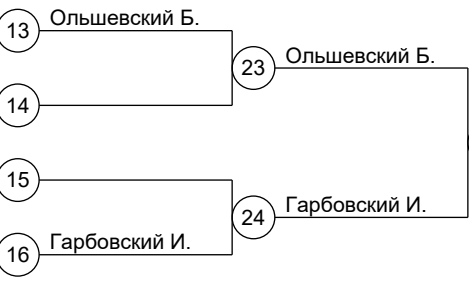 13 Ольшевский Б.
23 Ольшевский Б.
14
15
24 Гарбовский И.
16 Гарбовский И.